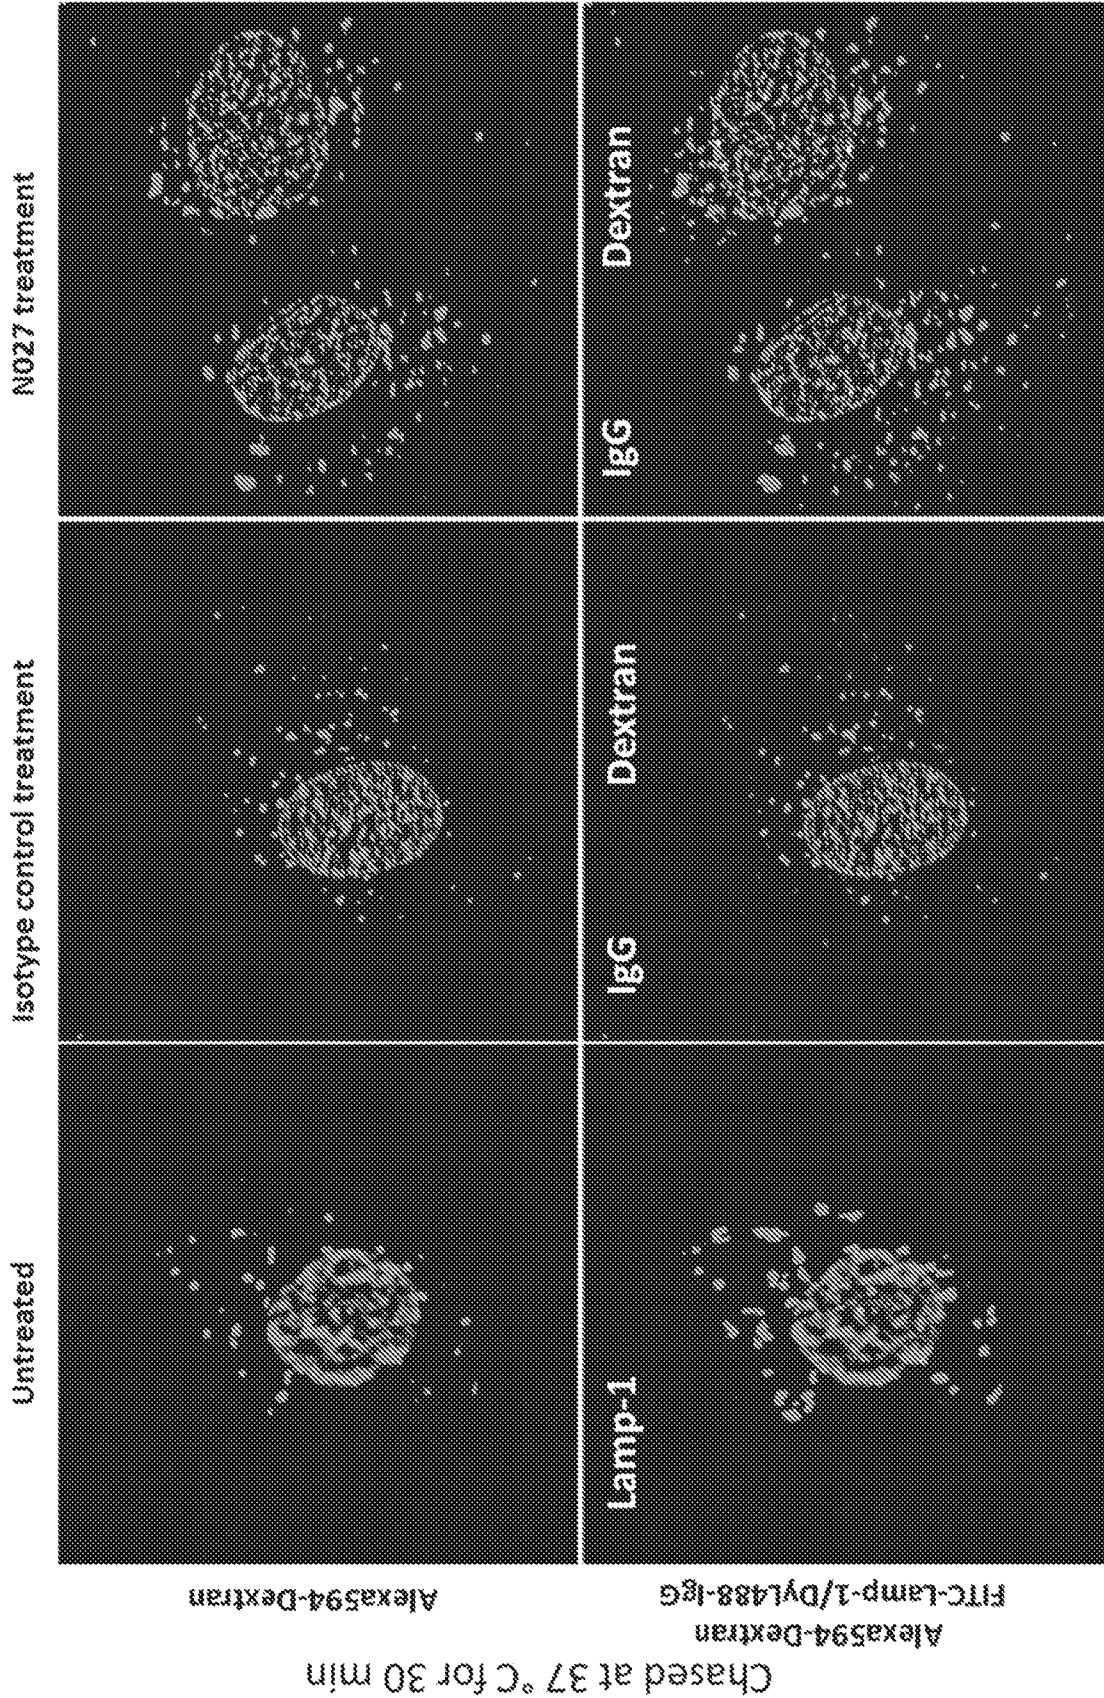 Untreated
Isotype control treatment
N027 treatment
Chased at 37 °C for 30 min
Alexa594-Dextran
Alexa594-Dextran
FITC-Lamp-1/DyL488-IgG
Lamp-1
IgG
Dextran
IgG
Dextran